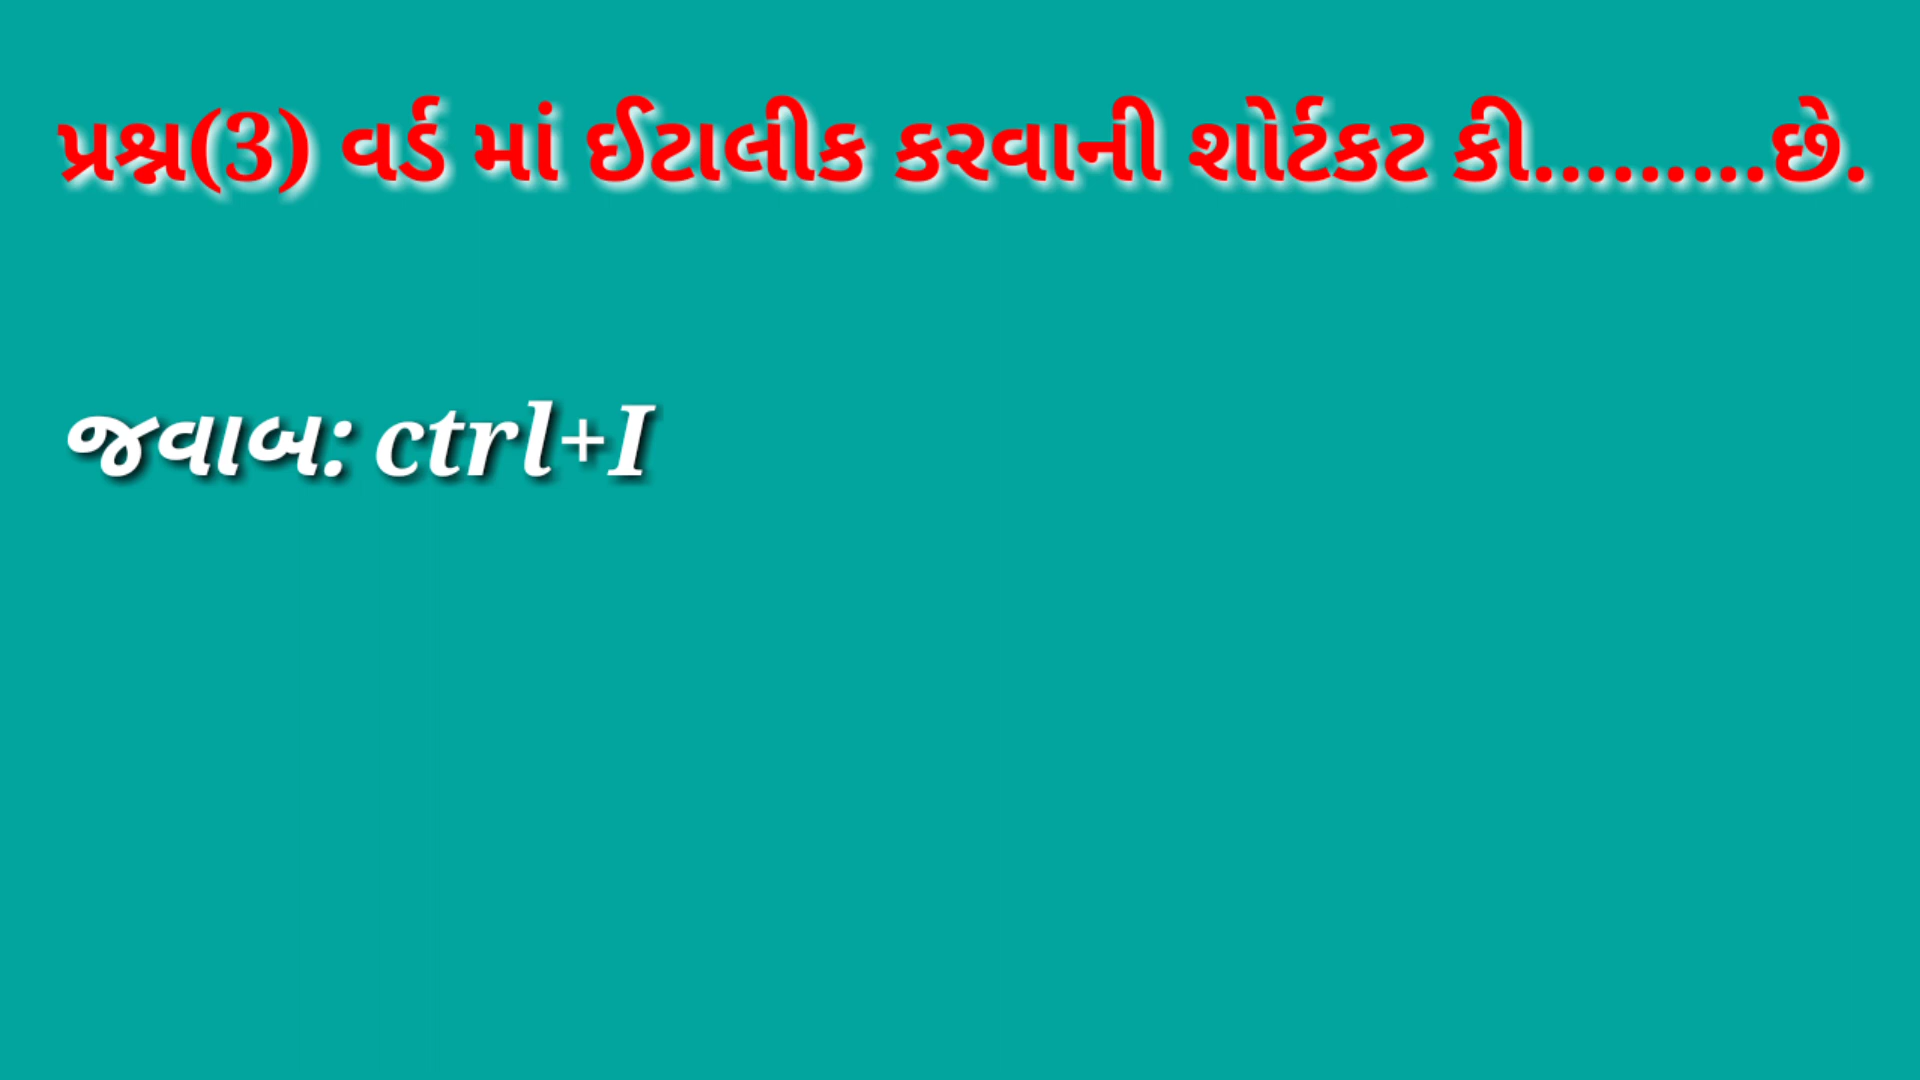 પ્રશ્ન(3) વર્ડ માં ઈટાલીક કરવાની શોર્ટકટ કી.........છે.
જવાબ: ctrl+I